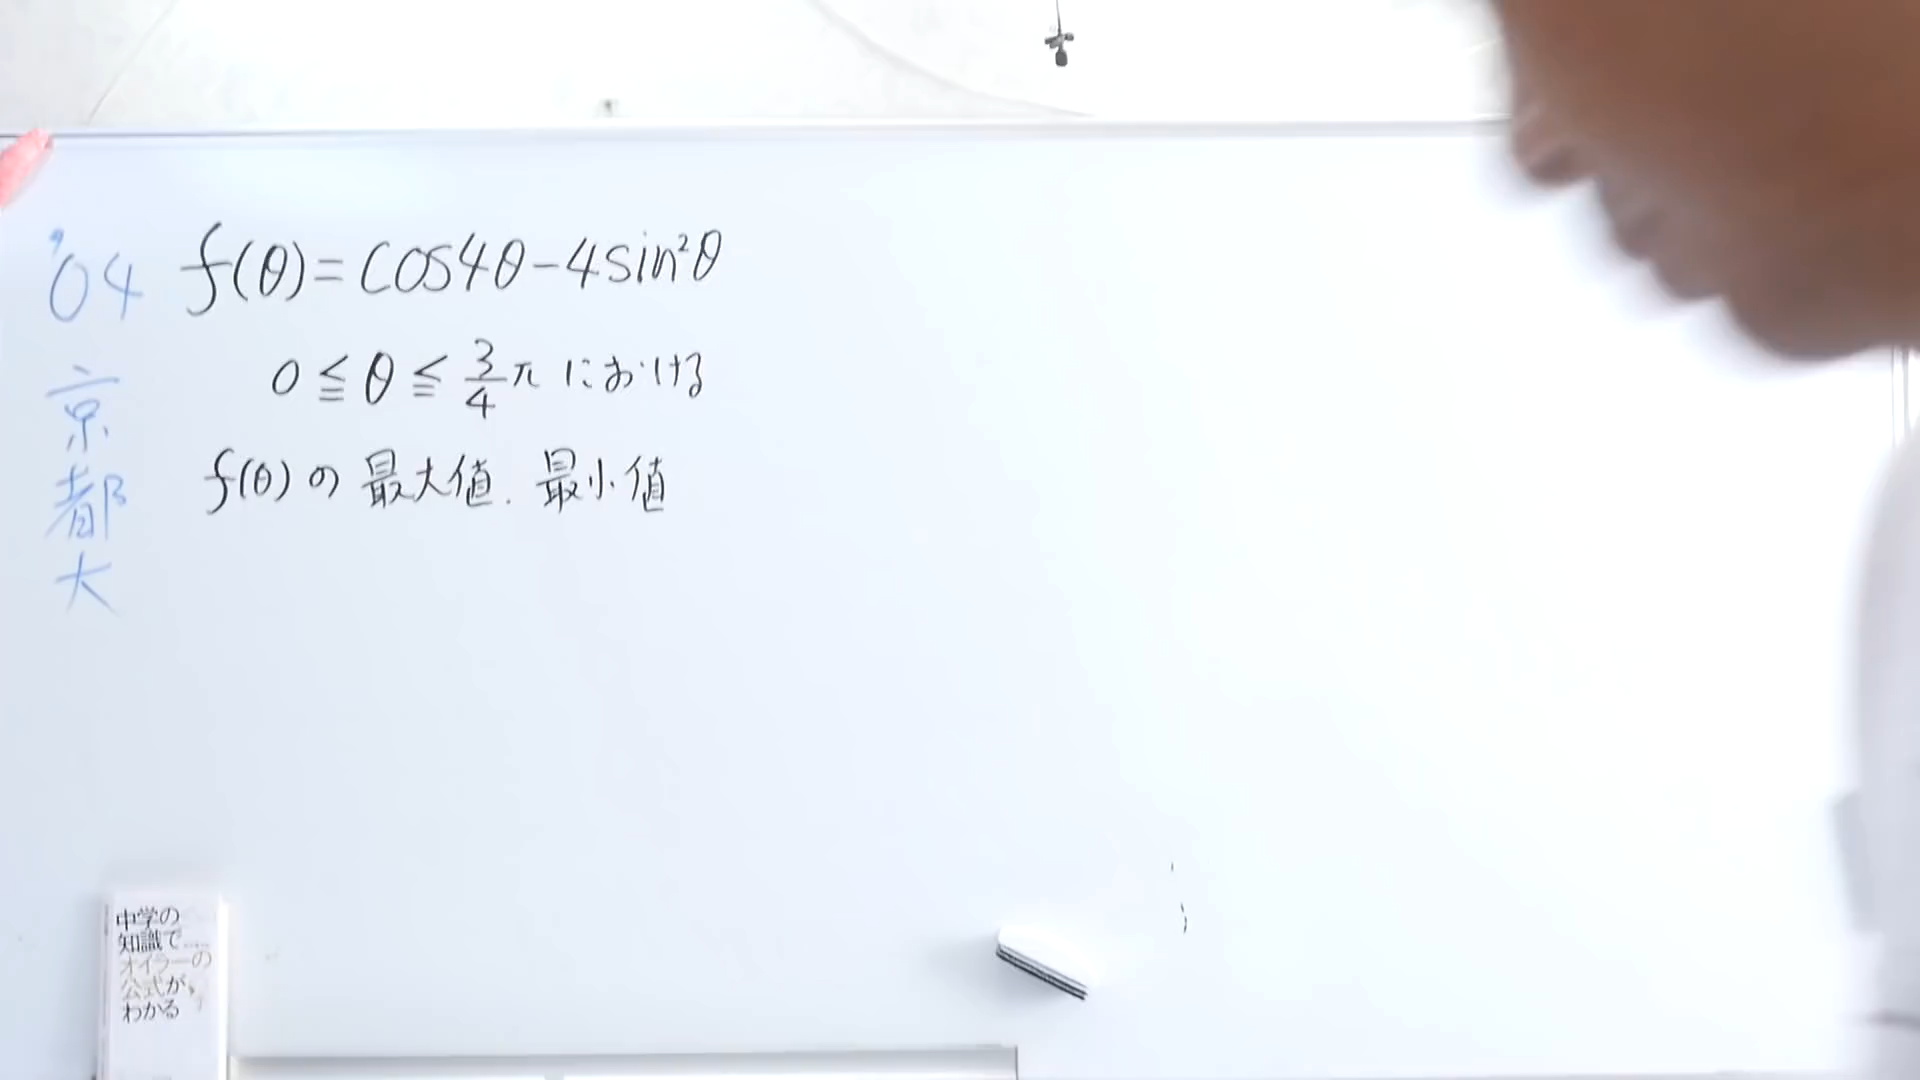 '04 京都大
f(θ)=cos4θ-4sin²θ
0≦θ≦3/4π における
f(θ)の最大値.最小値
中学の
知識で……
オイラーの
公式が、
わかる